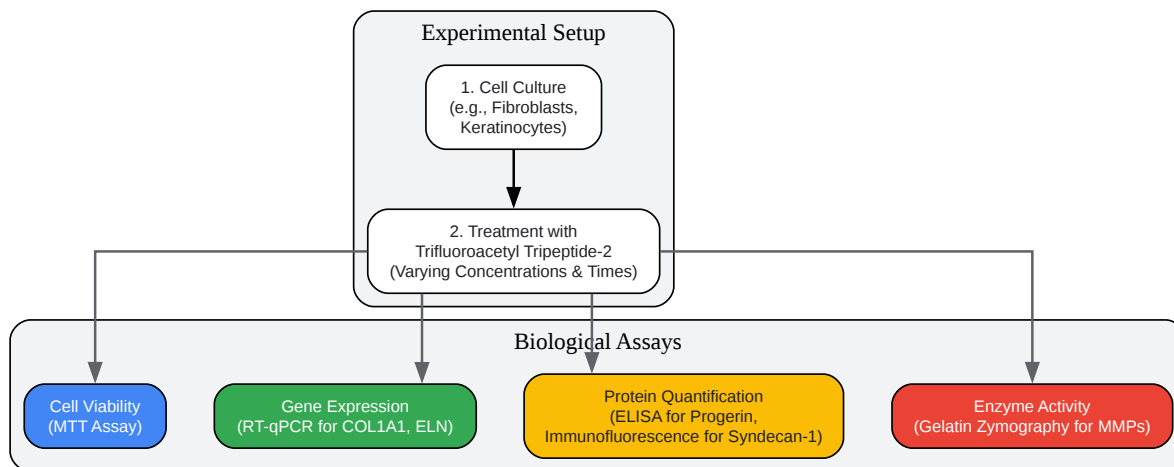 Experimental Setup
1. Cell Culture
(e.g., Fibroblasts,
Keratinocytes)
2. Treatment with
Trifluoroacetyl Tripeptide-2
(Varying Concentrations & Times)
Biological Assays
Cell Viability
(MTT Assay)
Gene Expression
(RT-qPCR for COL1A1, ELN)
Protein Quantification
(ELISA for Progerin,
Immunofluorescence for Syndecan-1)
Enzyme Activity
(Gelatin Zymography for MMPs)